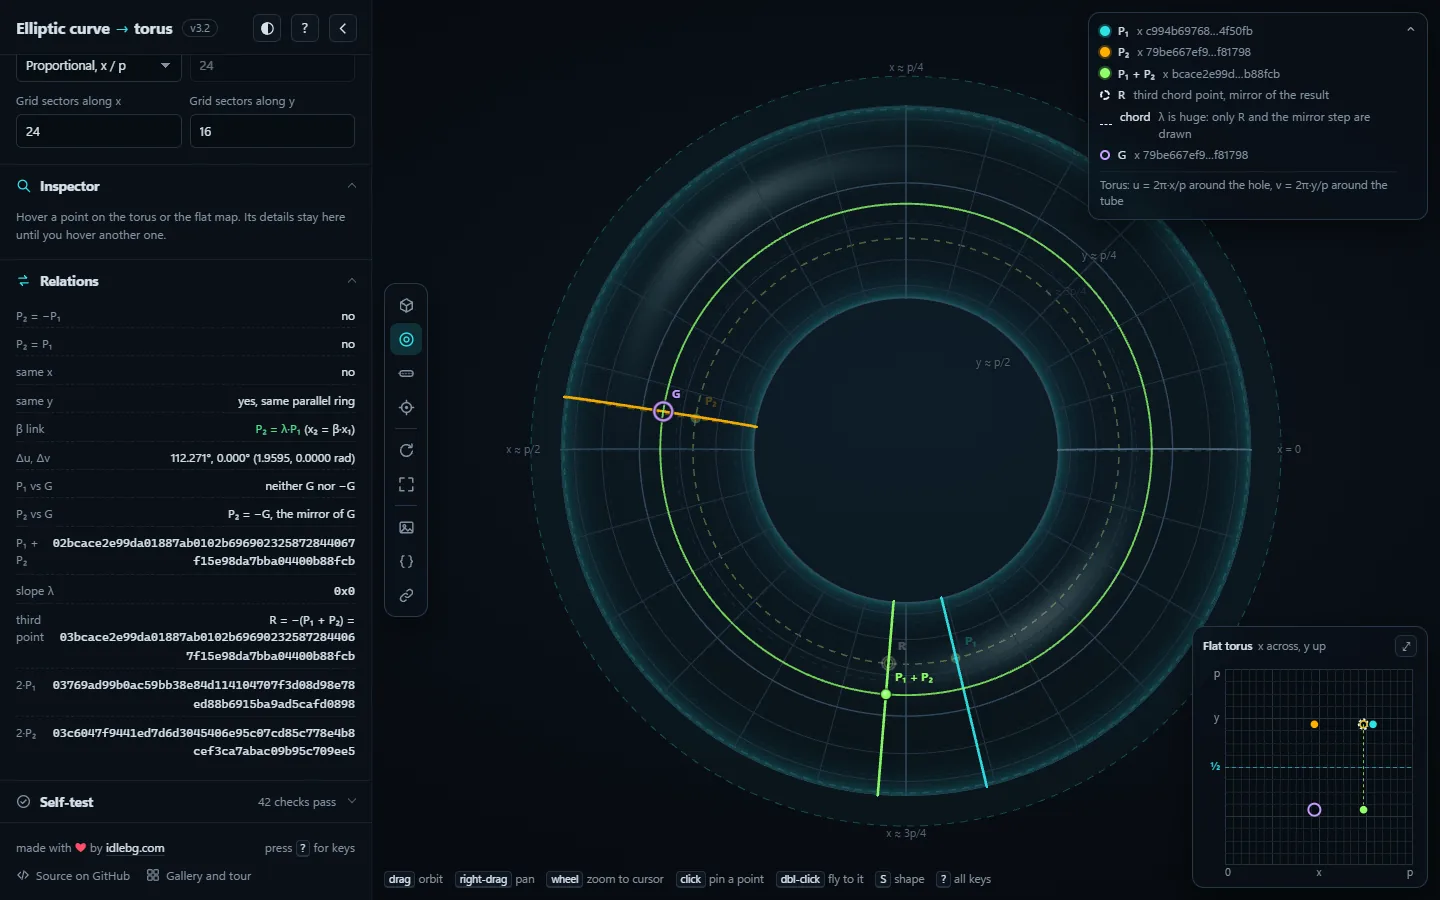 Elliptic curve → torus v3.2
?
Proportional, x / p
24
Grid sectors along x
Grid sectors along y
24
16
Inspector
Hover a point on the torus or the flat map. Its details stay here
until you hover another one.
Relations
P₂ = −P₁ no
P₂ = P₁ no
same x no
same y yes, same parallel ring
β link P₂ = λ·P₁ (x₂ = β·x₁)
Δu, Δv 112.271°, 0.000° (1.9595, 0.0000 rad)
P₁ vs G neither G nor −G
P₂ vs G P₂ = −G, the mirror of G
P₁ + 02bcace2e99da01887ab0102b696902325872844067
P₂ f15e98da7bba04400b88fcb
slope λ 0x0
third R = −(P₁ + P₂) =
point 03bcace2e99da01887ab0102b69690232587284406
7f15e98da7bba04400b88fcb
2·P₁ 03769ad99b0ac59bb38e84d114104707f3d08d98e78
ed88b6915ba9ad5cafd0898
2·P₂ 03c6047f9441ed7d6d3045406e95c07cd85c778e4b8
cef3ca7abac09b95c709ee5
Self-test 42 checks pass
made with ❤ by idlebg.com press ? for keys
Source on GitHub Gallery and tour
x ≈ p/4
y ≈ p/4
y ≈ p/2
x ≈ p/2
x = 0
G
P₂
R
P₁
P₁ + P₂
x ≈ 3p/4
drag orbit right-drag pan wheel zoom to cursor click pin a point dbl-click fly to it S shape ? all keys
P₁ x c994b69768…4f50fb
P₂ x 79be667ef9…f81798
P₁ + P₂ x bcace2e99d…b88fcb
R third chord point, mirror of the result
chord λ is huge: only R and the mirror step are
drawn
G x 79be667ef9…f81798
Torus: u = 2π·x/p around the hole, v = 2π·y/p around the
tube
Flat torus x across, y up
p
y
½
0 x p